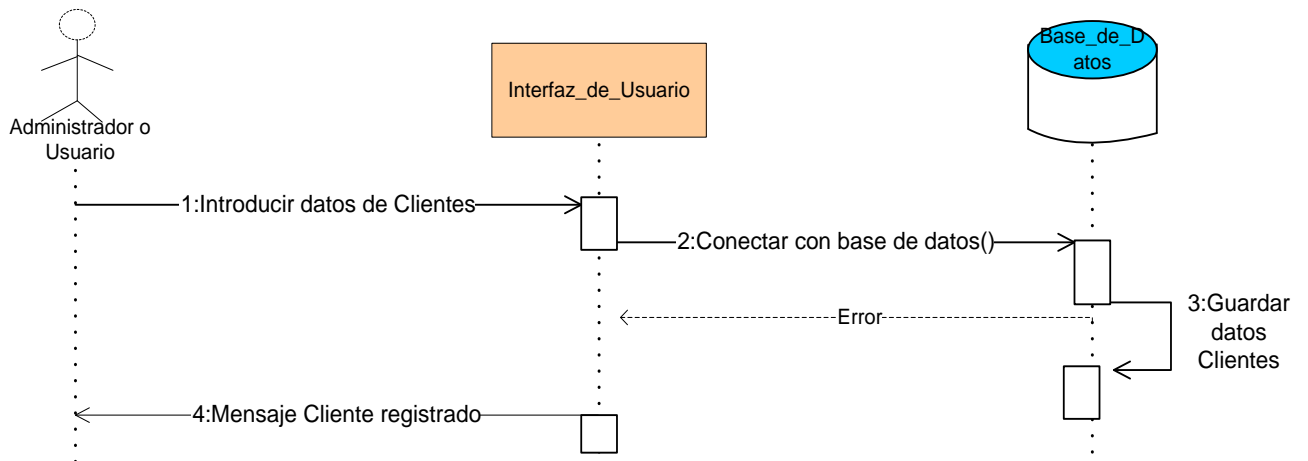 Base_de_D
atos
Interfaz_de_Usuario
Administrador o
Usuario
1:Introducir datos de Clientes
2:Conectar con base de datos()
3:Guardar
datos
Clientes
Error
4:Mensaje Cliente registrado